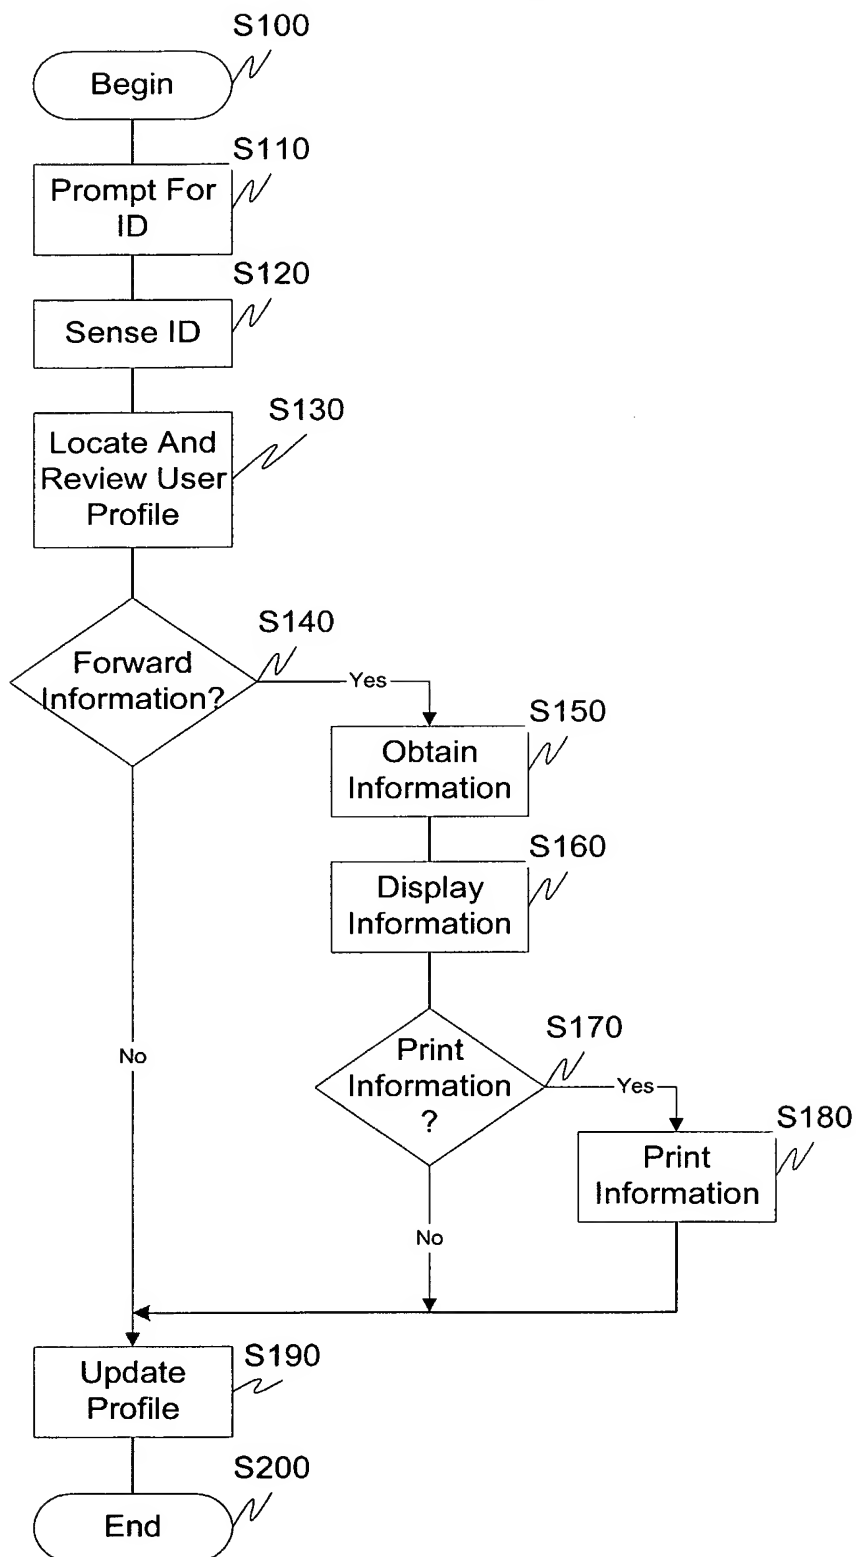 S100
Begin
S110
Prompt For
ID
S120
Sense ID
S130
Locate And
Review User
Profile
S140
Forward
Information?
Yes
S150
Obtain
Information
S160
Display
Information
No
S170
Print
Information
?
Yes
S180
Print
Information
No
S190
Update
Profile
S200
End